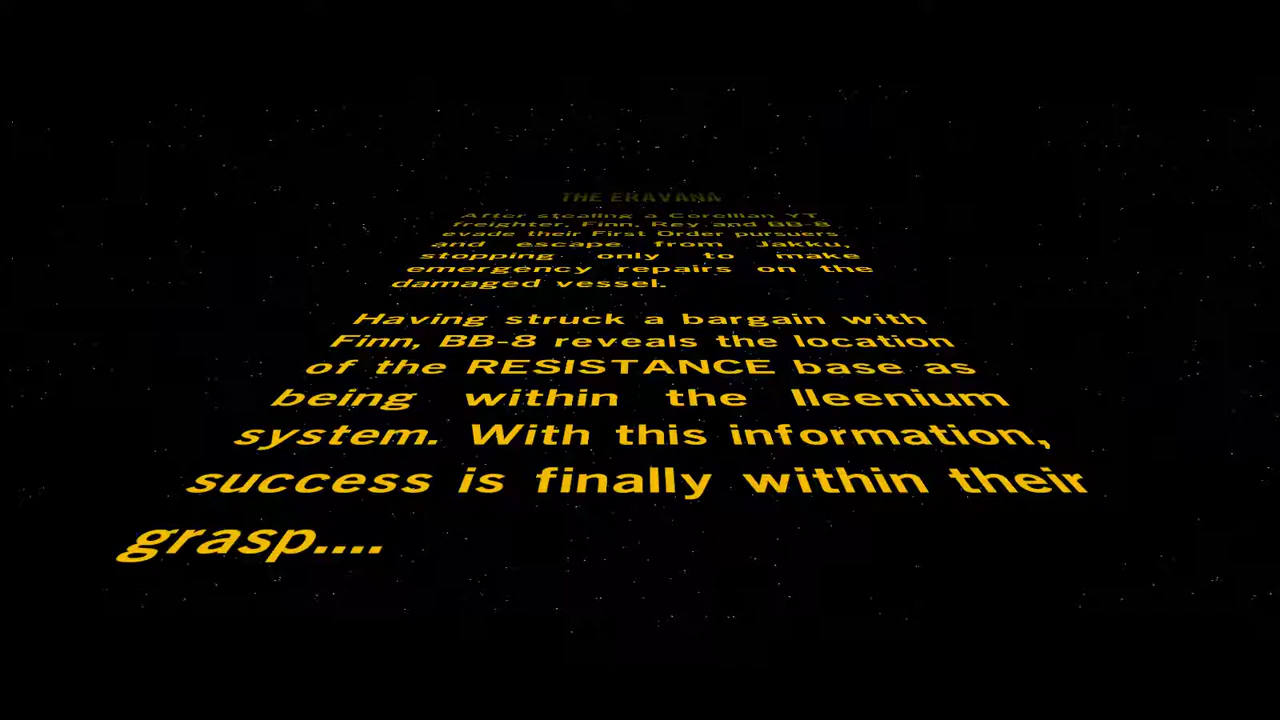 THE ERAVANA
After stealing a Corellian YT
freighter, Finn, Rey and BB-8
evade their First Order pursuers
and escape from Jakku,
stopping only to make
emergency repairs on the
damaged vessel.
Having struck a bargain with
Finn, BB-8 reveals the location
of the RESISTANCE base as
being within the Ileenium
system. With this information,
success is finally within their
grasp....